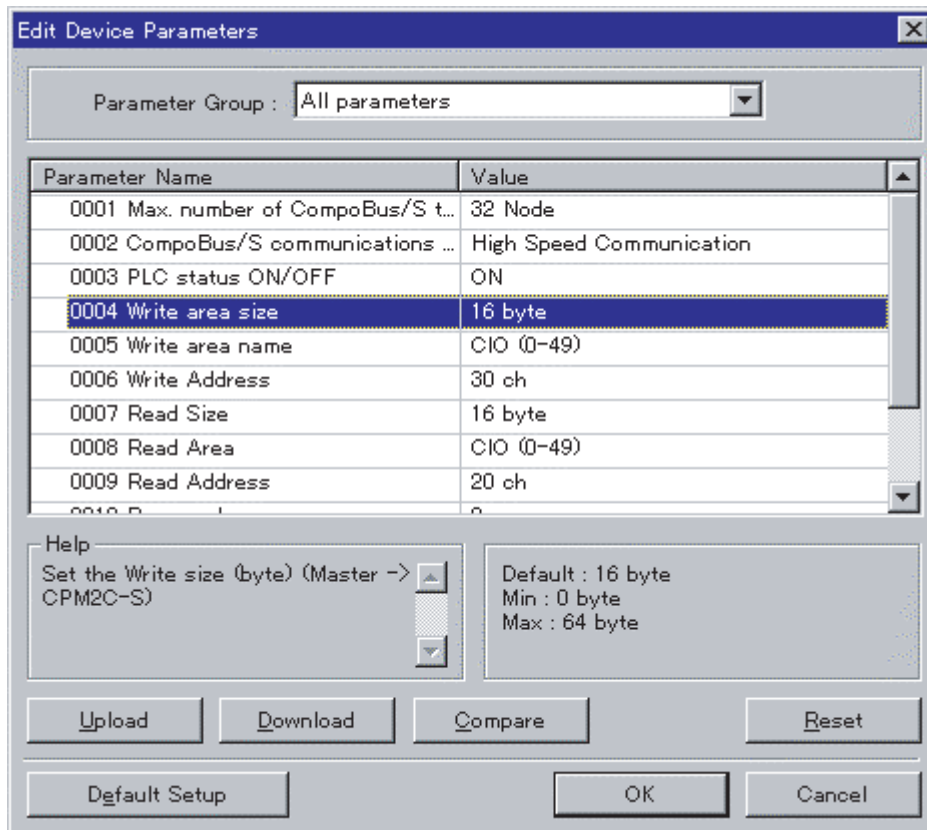 Edit Device Parameters
Parameter Group : All parameters
Parameter Name Value
0001 Max. number of CompoBus/S t... 32 Node
0002 CompoBus/S communications ... High Speed Communication
0003 PLC status ON/OFF ON
0004 Write area size 16 byte
0005 Write area name CIO (0-49)
0006 Write Address 30 ch
0007 Read Size 16 byte
0008 Read Area CIO (0-49)
0009 Read Address 20 ch
Help
Set the Write size (byte) (Master ->
CPM2C-S)
Default : 16 byte
Min : 0 byte
Max : 64 byte
Upload Download Compare Reset
Default Setup OK Cancel